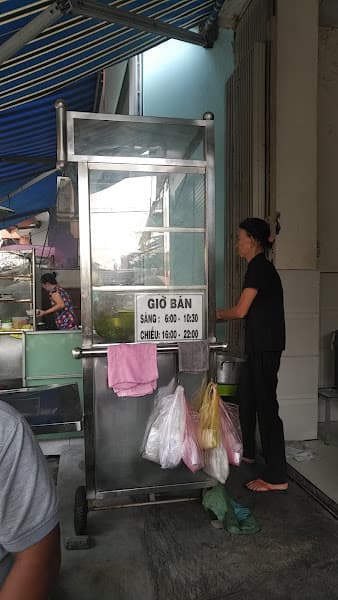 GIỜ BÁN
SÁNG: 6:00 - 10:30
CHIỀU:16:00 - 22:00